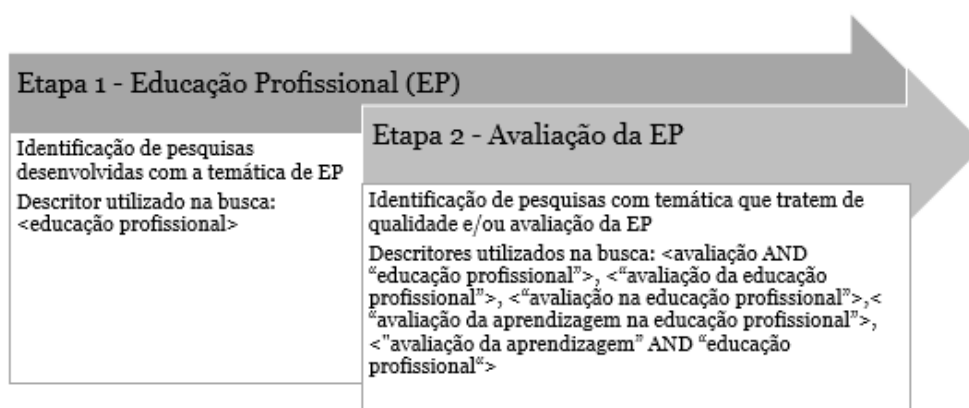 Etapa 1 - Educação Profissional (EP)
Identificação de pesquisas
desenvolvidas com a temática de EP
Descritor utilizado na busca:
<educação profissional>
Etapa 2 - Avaliação da EP
Identificação de pesquisas com temática que tratem de
qualidade e/ou avaliação da EP
Descritores utilizados na busca: <avaliação AND
“educação profissional”>, <“avaliação da educação
profissional”>, <“avaliação na educação profissional”>,<
“avaliação da aprendizagem na educação profissional”>,
<"avaliação da aprendizagem” AND “educação
profissional“>